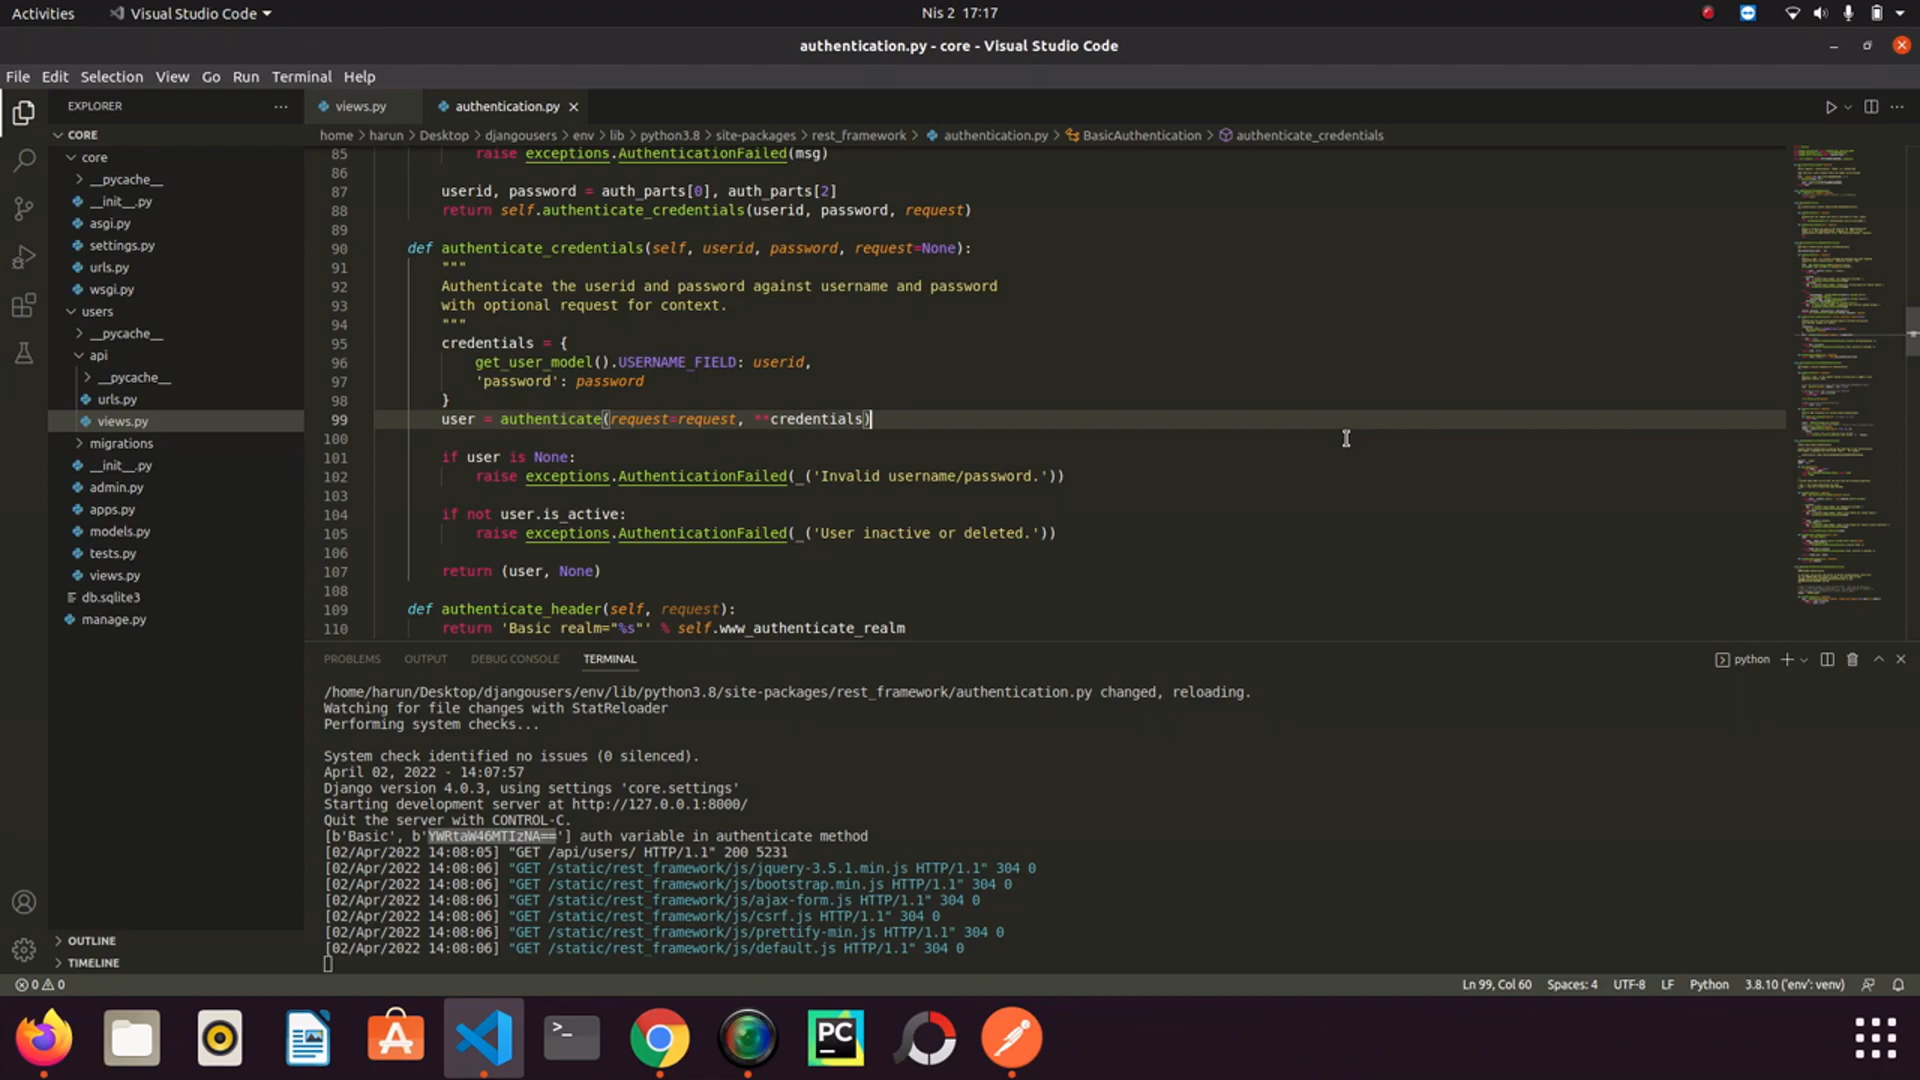 Activities
Visual Studio Code
Nis 2 17:17
authentication.py - core - Visual Studio Code
File Edit Selection View Go Run Terminal Help
EXPLORER
CORE
core
__pycache__
__init__.py
asgi.py
settings.py
urls.py
wsgi.py
users
__pycache__
api
__pycache__
urls.py
views.py
migrations
__init__.py
admin.py
apps.py
models.py
tests.py
views.py
db.sqlite3
manage.py
OUTLINE
TIMELINE
views.py
authentication.py
home > harun > Desktop > djangousers > env > lib > python3.8 > site-packages > rest_framework > authentication.py > BasicAuthentication > authenticate_credentials
85 raise exceptions.AuthenticationFailed(msg)
86
87 userid, password = auth_parts[0], auth_parts[2]
88 return self.authenticate_credentials(userid, password, request)
89
90 def authenticate_credentials(self, userid, password, request=None):
91 """
92 Authenticate the userid and password against username and password
93 with optional request for context.
94 """
95 credentials = {
96 get_user_model().USERNAME_FIELD: userid,
97 'password': password
98 }
99 user = authenticate(request=request, **credentials)
100
101 if user is None:
102 raise exceptions.AuthenticationFailed(_('Invalid username/password.'))
103
104 if not user.is_active:
105 raise exceptions.AuthenticationFailed(_('User inactive or deleted.'))
106
107 return (user, None)
108
109 def authenticate_header(self, request):
110 return 'Basic realm="%s"' % self.www_authenticate_realm
PROBLEMS OUTPUT DEBUG CONSOLE TERMINAL
python
/home/harun/Desktop/djangousers/env/lib/python3.8/site-packages/rest_framework/authentication.py changed, reloading.
Watching for file changes with StatReloader
Performing system checks...
System check identified no issues (0 silenced).
April 02, 2022 - 14:07:57
Django version 4.0.3, using settings 'core.settings'
Starting development server at http://127.0.0.1:8000/
Quit the server with CONTROL-C.
[b'Basic', b'YWRtaW46MTIzNA=='] auth variable in authenticate method
[02/Apr/2022 14:08:05] "GET /api/users/ HTTP/1.1" 200 5231
[02/Apr/2022 14:08:06] "GET /static/rest_framework/js/jquery-3.5.1.min.js HTTP/1.1" 304 0
[02/Apr/2022 14:08:06] "GET /static/rest_framework/js/bootstrap.min.js HTTP/1.1" 304 0
[02/Apr/2022 14:08:06] "GET /static/rest_framework/js/ajax-form.js HTTP/1.1" 304 0
[02/Apr/2022 14:08:06] "GET /static/rest_framework/js/csrf.js HTTP/1.1" 304 0
[02/Apr/2022 14:08:06] "GET /static/rest_framework/js/prettify-min.js HTTP/1.1" 304 0
[02/Apr/2022 14:08:06] "GET /static/rest_framework/js/default.js HTTP/1.1" 304 0
0 0
Ln 99, Col 60 Spaces: 4 UTF-8 LF Python 3.8.10 ('env': venv)
PC